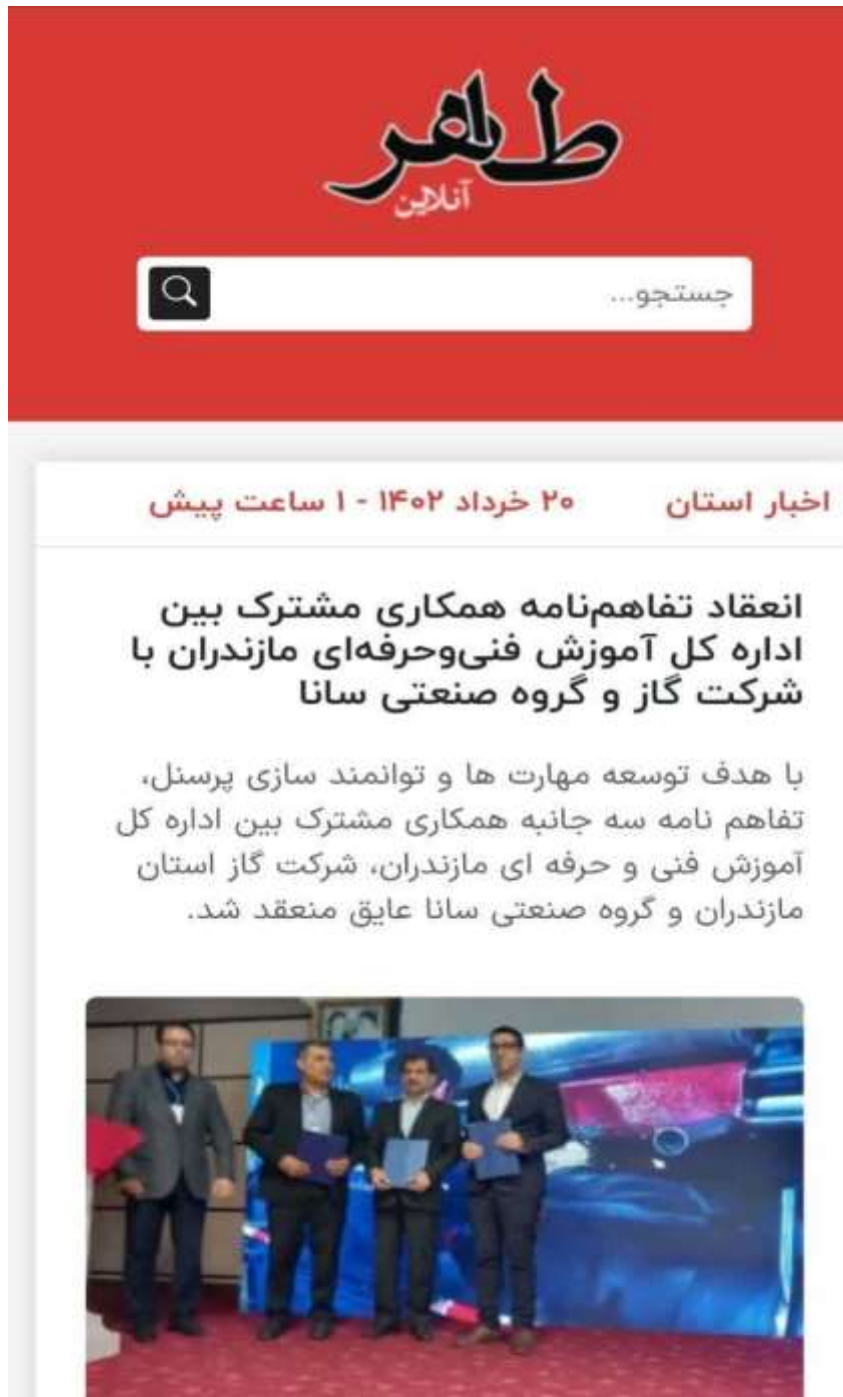 طاهر
آنلاین
جستجو...
اخبار استان
۲۰ خرداد ۱۴۰۲ - ۱ ساعت پیش
انعقاد تفاهم‌نامه همکاری مشترک بین
اداره کل آموزش فنی‌وحرفه‌ای مازندران با
شرکت گاز و گروه صنعتی سانا
با هدف توسعه مهارت ها و توانمند سازی پرسنل،
تفاهم نامه سه جانبه همکاری مشترک بین اداره کل
آموزش فنی و حرفه ای مازندران، شرکت گاز استان
مازندران و گروه صنعتی سانا عایق منعقد شد.